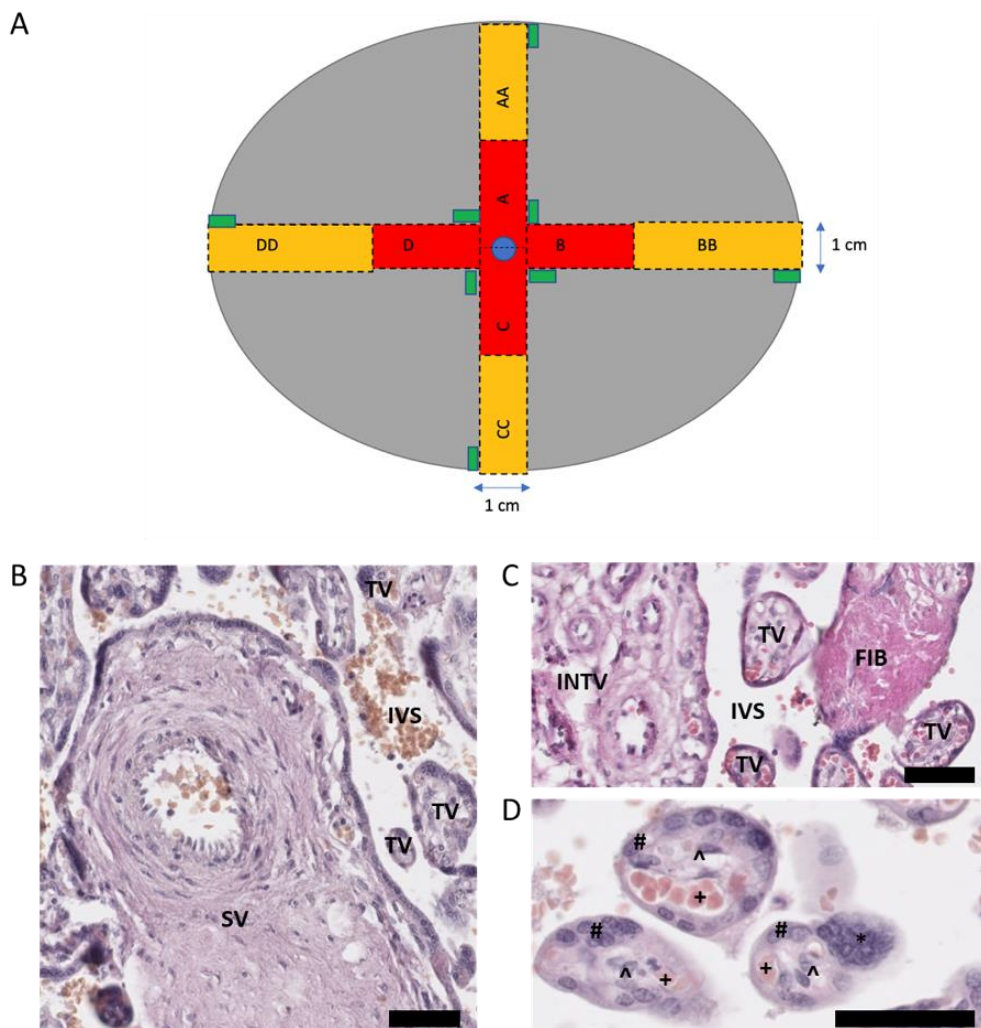 A
AA
A
DD
D
B
BB
1 cm
C
CC
1 cm
B
TV
IVS
TV
TV
SV
C
TV
FIB
INTV
IVS
TV
TV
D
#
^
+
#
#
*
^
+
+
^